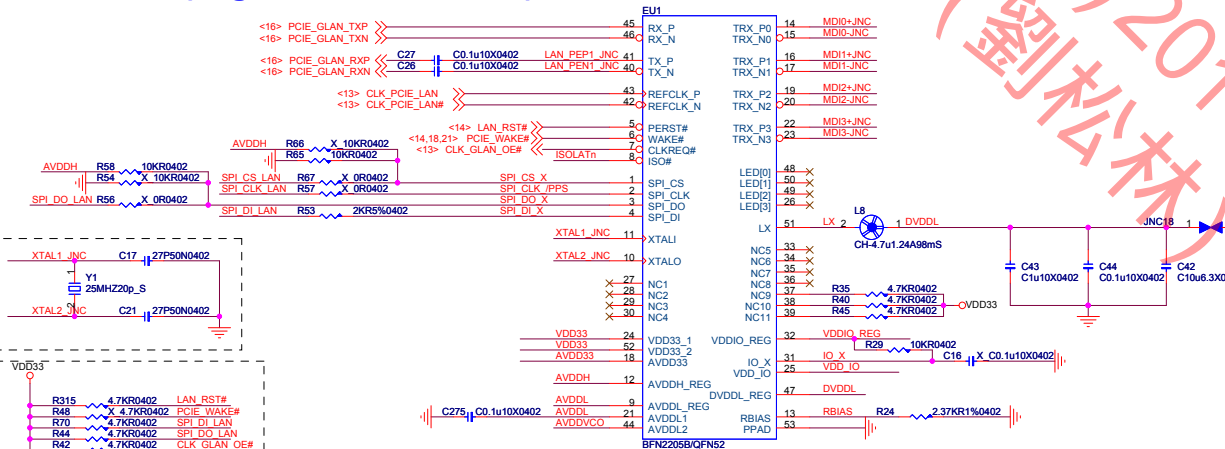 EU1
<16> PCIE_GLAN_TXP
<16> PCIE_GLAN_TXN
45 RX_P
46 RX_N
TRX_P0 14 MDI0+JNC
TRX_N0 15 MDI0-JNC
<16> PCIE_GLAN_RXP C27 C0.1u10X0402 LAN_PEP1_JNC 41 TX_P
<16> PCIE_GLAN_RXN C26 C0.1u10X0402 LAN_PEN1_JNC 40 TX_N
TRX_P1 16 MDI1+JNC
TRX_N1 17 MDI1-JNC
<13> CLK_PCIE_LAN 43 REFCLK_P
<13> CLK_PCIE_LAN# 42 REFCLK_N
TRX_P2 19 MDI2+JNC
TRX_N2 20 MDI2-JNC
<14> LAN_RST# 5 PERST#
<14,18,21> PCIE_WAKE# 6 WAKE#
<13> CLK_GLAN_OE# 7 CLKREQ#
ISOLATn 8 ISO#
TRX_P3 22 MDI3+JNC
TRX_N3 23 MDI3-JNC
AVDDH R66 X_10KR0402
R65 10KR0402
AVDDH R58 10KR0402
R54 X_10KR0402
SPI_CS_LAN R67 X_0R0402 SPI_CS_X 1 SPI_CS
SPI_CLK_LAN R57 X_0R0402 SPI_CLK_/PPS 2 SPI_CLK
SPI_DO_LAN R56 X_0R0402 SPI_DO_X 3 SPI_DO
SPI_DI_LAN R53 2KR5%0402 SPI_DI_X 4 SPI_DI
LED[0] 48
LED[1] 50
LED[2] 49
LED[3] 26
LX 51 LX 2 L8 1 DVDDL JNC18 1
CH-4.7u1.24A98mS
XTAL1_JNC 11 XTALI
XTAL2_JNC 10 XTALO
NC5 33
NC6 34
NC7 35
NC8 36
C43 C1u10X0402
C44 C0.1u10X0402
C42 C10u6.3X0
XTAL1_JNC C17 27P50N0402
1 Y1
25MHZ20p_S
2
XTAL2_JNC C21 27P50N0402
27 NC1
28 NC2
29 NC3
30 NC4
NC9 37 R35 4.7KR0402
NC10 38 R40 4.7KR0402 VDD33
NC11 39 R45 4.7KR0402
VDD33 24 VDD33_1
VDD33 52 VDD33_2
AVDD33 18 AVDD33
VDDIO_REG 32 VDDIO_REG
R29 10KR0402
IO_X 31 IO_X C16 X_C0.1u10X0402
VDD_IO 25 VDD_IO
AVDDH 12 AVDDH_REG
DVDDL_REG 47 DVDDL
AVDDL 9 AVDDL_REG
C275 C0.1u10X0402 AVDDL 21 AVDDL1
AVDDVCO 44 AVDDL2
RBIAS 13 RBIAS R24 2.37KR1%0402
PPAD 53
BFN2205B/QFN52
VDD33
R315 4.7KR0402 LAN_RST#
R48 X_4.7KR0402 PCIE_WAKE#
R70 4.7KR0402 SPI_DI_LAN
R44 4.7KR0402 SPI_DO_LAN
R42 4.7KR0402 CLK_GLAN_OE#
)/201
(劉松林)